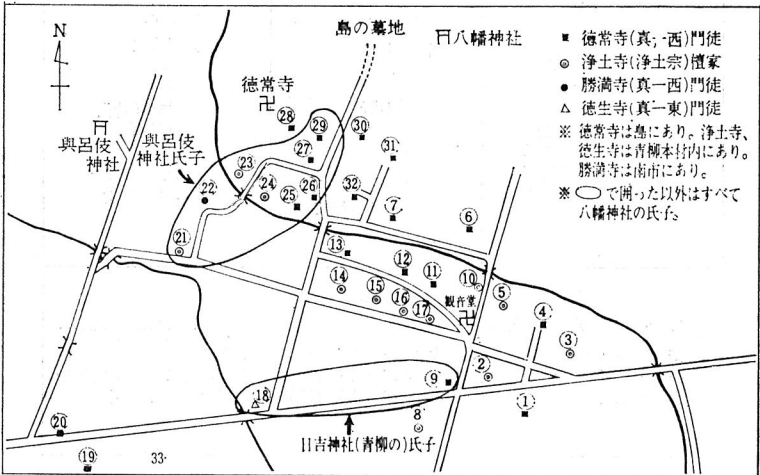 N
島の墓地
八幡神社
■ 徳常寺(真一西)門徒
◎ 浄土寺(浄土宗)檀家
● 勝満寺(真一西)門徒
△ 徳生寺(真一東)門徒
※ 徳常寺は島にあり。浄土寺、
徳生寺は青柳本村内にあり。
勝満寺は南市にあり。
※ ○で囲った以外はすべて
八幡神社の氏子。
徳常寺
卍
與呂伎
神社
與呂伎
神社氏子
28
29
30
31
27
23
22
24
25
26
32
7
6
21
13
12
11
10
14
15
16
17
観音堂
卍
5
4
3
2
9
18
8
1
日吉神社(青柳の)氏子
20
19
33